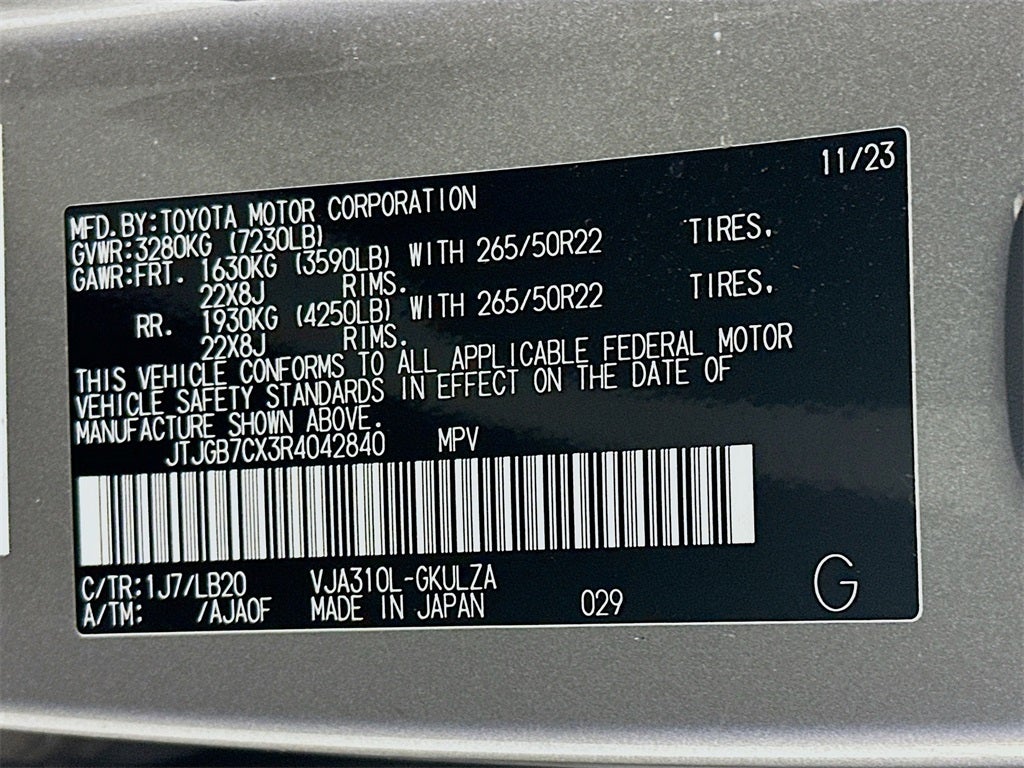 11/23
MFD.BY:TOYOTA MOTOR CORPORATION
GVWR:3280KG (7230LB)
GAWR:FRT. 1630KG (3590LB) WITH 265/50R22 TIRES,
22X8J RIMS.
RR. 1930KG (4250LB) WITH 265/50R22 TIRES,
22X8J RIMS.
THIS VEHICLE CONFORMS TO ALL APPLICABLE FEDERAL MOTOR
VEHICLE SAFETY STANDARDS IN EFFECT ON THE DATE OF
MANUFACTURE SHOWN ABOVE.
JTJGB7CX3R4042840 MPV
C/TR:1J7/LB20 VJA310L-GKULZA
A/TM: /AJA0F MADE IN JAPAN 029 G